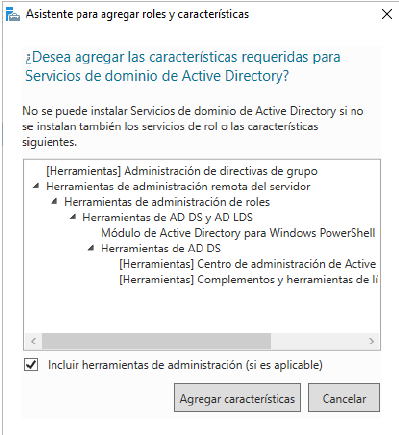 Asistente para agregar roles y características
¿Desea agregar las características requeridas para
Servicios de dominio de Active Directory?
No se puede instalar Servicios de dominio de Active Directory si no
se instalan también los servicios de rol o las características
siguientes.
[Herramientas] Administración de directivas de grupo
Herramientas de administración remota del servidor
Herramientas de administración de roles
Herramientas de AD DS y AD LDS
Módulo de Active Directory para Windows PowerShell
Herramientas de AD DS
[Herramientas] Centro de administración de Active
[Herramientas] Complementos y herramientas de lí
Incluir herramientas de administración (si es aplicable)
Agregar características
Cancelar